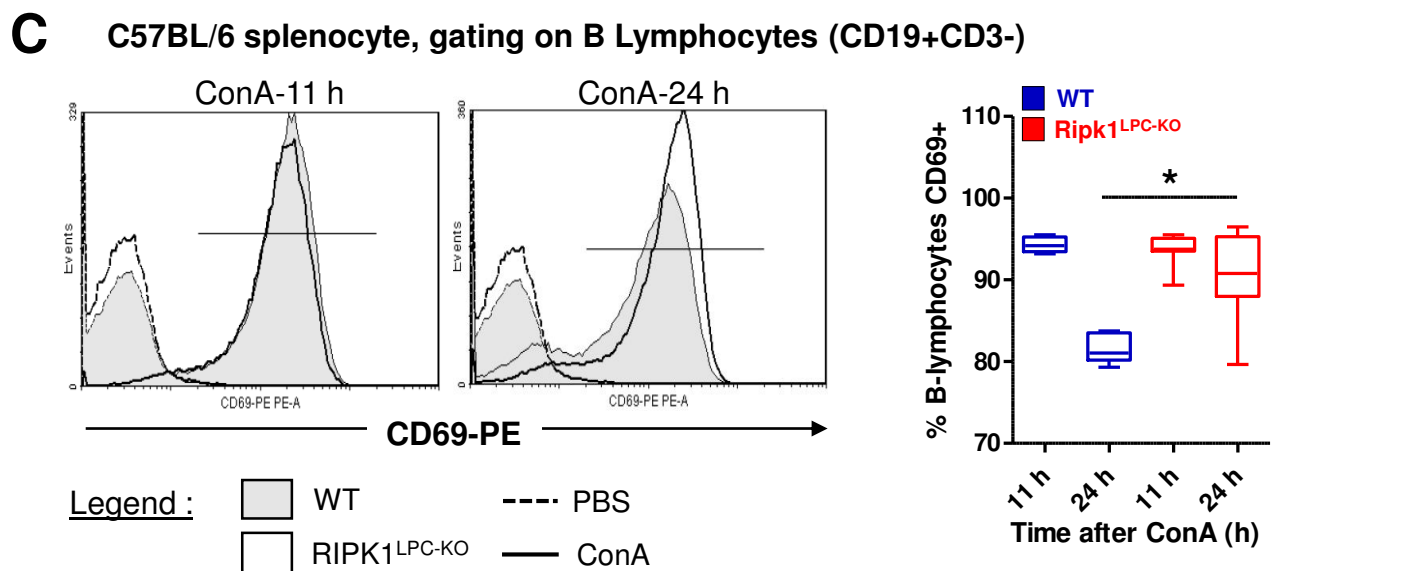 C
C57BL/6 splenocyte, gating on B Lymphocytes (CD19+CD3-)
ConA-11 h
329
Events
0
CD69-PE PE-A
ConA-24 h
360
Events
0
CD69-PE PE-A
CD69-PE
Legend :
WT
PBS
RIPK1LPC-KO
ConA
WT
Ripk1LPC-KO
% B-lymphocytes CD69+
110
100
90
80
70
*
11 h
24 h
11 h
24 h
Time after ConA (h)